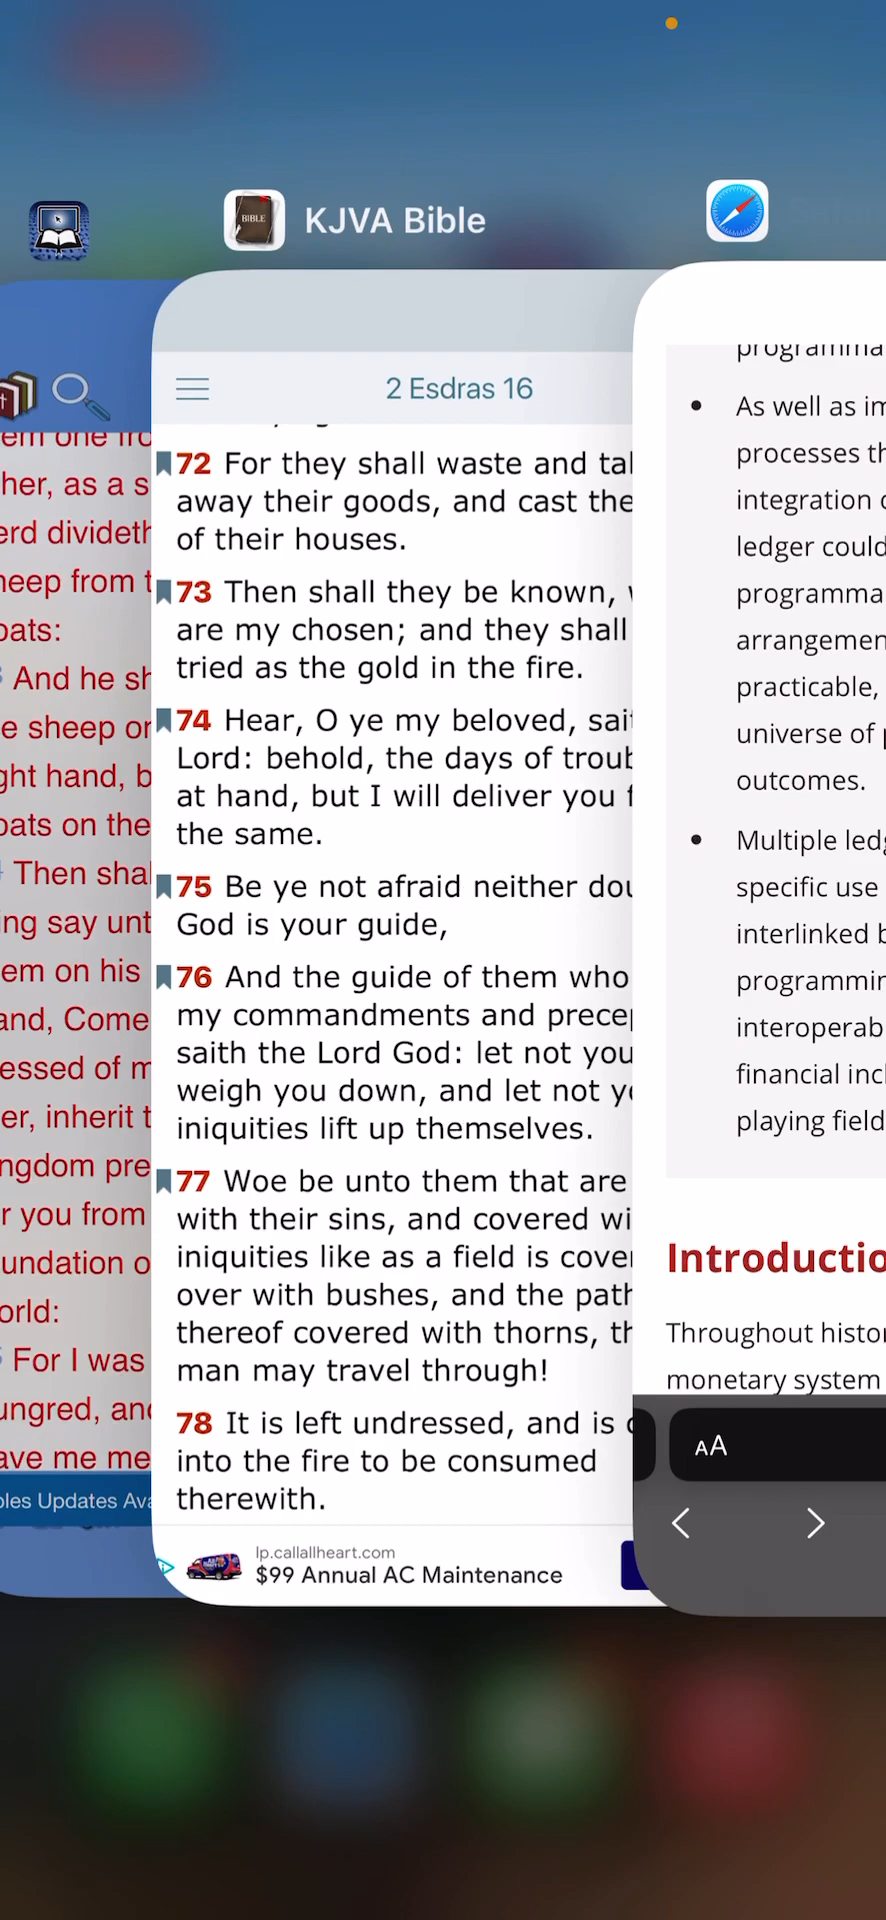 KJVA Bible
her, as a s
oats:
And he sh
e sheep or
ght hand, b
oats on the
Then shal
ing say unt
em on his
and, Come
essed of m
er, inherit t
ngdom pre
r you from
undation o
orld:
For I was
ungred, and
ave me me
oles Updates Ava
2 Esdras 16
72 For they shall waste and tal
away their goods, and cast the
of their houses.
73 Then shall they be known,
are my chosen; and they shall
tried as the gold in the fire.
74 Hear, O ye my beloved, sait
Lord: behold, the days of troub
at hand, but I will deliver you f
the same.
75 Be ye not afraid neither dou
God is your guide,
76 And the guide of them who
my commandments and precep
saith the Lord God: let not you
weigh you down, and let not yo
iniquities lift up themselves.
77 Woe be unto them that are
with their sins, and covered wi
iniquities like as a field is cover
over with bushes, and the path
thereof covered with thorns, th
man may travel through!
78 It is left undressed, and is c
into the fire to be consumed
therewith.
lp.callallheart.com
$99 Annual AC Maintenance
programma
• As well as im
processes th
integration o
ledger could
programma
arrangemen
practicable,
universe of p
outcomes.
• Multiple ledg
specific use
interlinked b
programmin
interoperab
financial incl
playing field
Introductio
Throughout histor
monetary system
AA